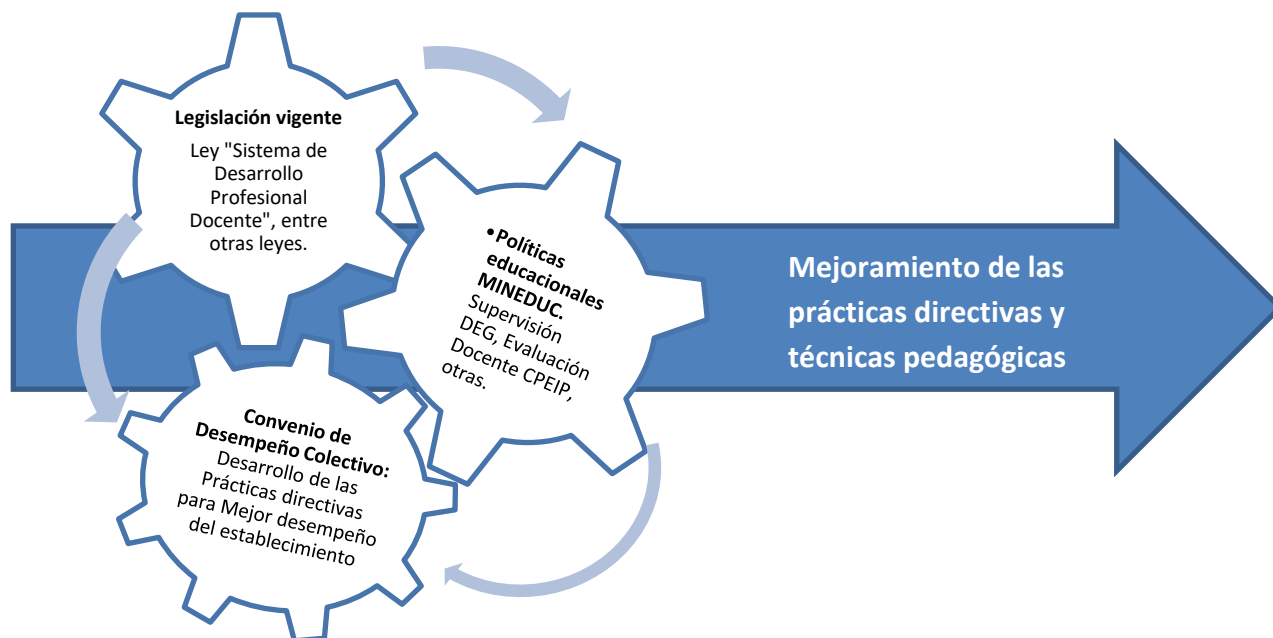 Legislación vigente
Ley "Sistema de
Desarrollo
Profesional
Docente", entre
otras leyes.
•Políticas
educacionales
MINEDUC.
Supervisión
DEG, Evaluación
Docente CPEIP,
otras.
Convenio de
Desempeño Colectivo:
Desarrollo de las
Prácticas directivas
para Mejor desempeño
del establecimiento
Mejoramiento de las
prácticas directivas y
técnicas pedagógicas